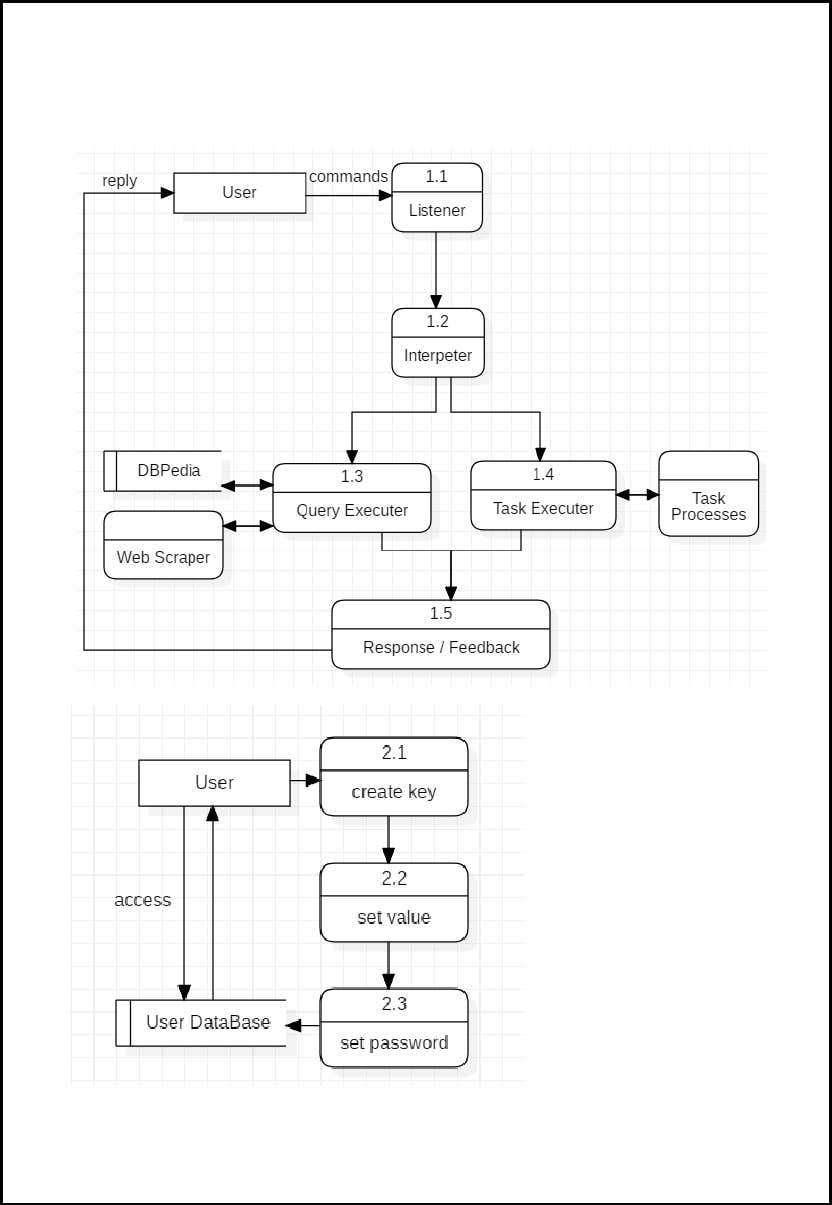 reply
User
commands
1.1
Listener
1.2
Interpeter
DBPedia
1.3
Query Executer
1.4
Task Executer
Task
Processes
Web Scraper
1.5
Response / Feedback
User
2.1
create key
access
2.2
set value
User DataBase
2.3
set password